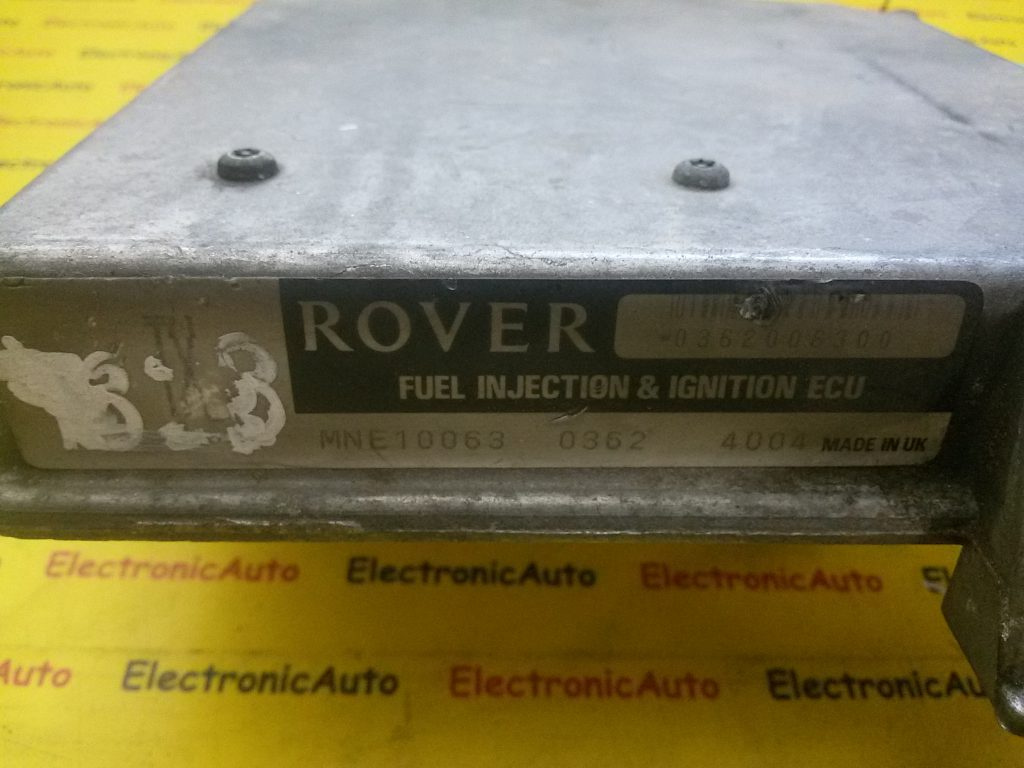 ROVER
*0362008300
FUEL INJECTION & IGNITION ECU
MNE10063 0362 4004 MADE IN UK
ElectronicAuto ElectronicAuto ElectronicAuto
Auto ElectronicAuto ElectronicAuto ElectronicAu